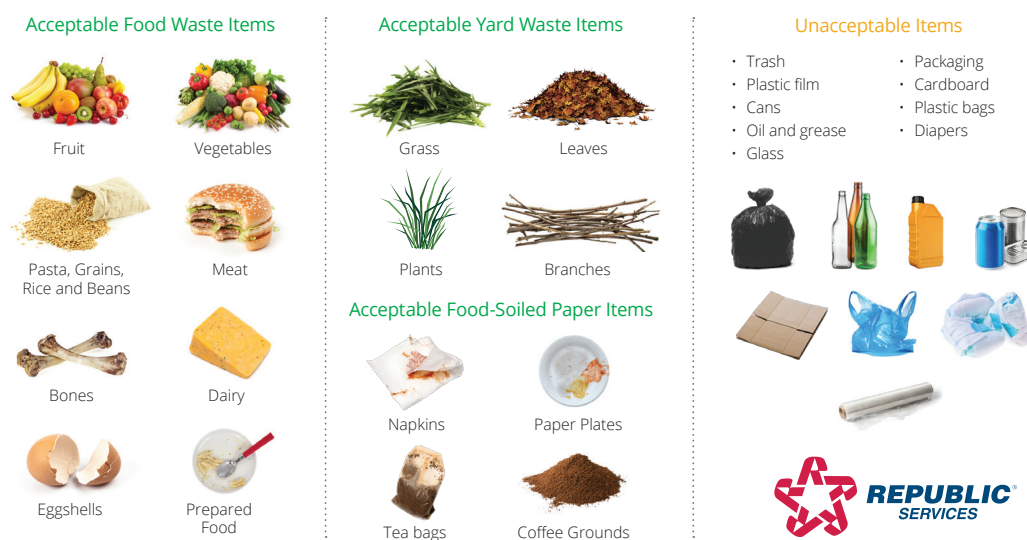 Acceptable Food Waste Items
Fruit
Vegetables
Pasta, Grains,
Rice and Beans
Meat
Bones
Dairy
Eggshells
Prepared
Food
Acceptable Yard Waste Items
Grass
Leaves
Plants
Branches
Acceptable Food-Soiled Paper Items
Napkins
Paper Plates
Tea bags
Coffee Grounds
Unacceptable Items
• Trash
• Plastic film
• Cans
• Oil and grease
• Glass
• Packaging
• Cardboard
• Plastic bags
• Diapers
REPUBLIC®
SERVICES